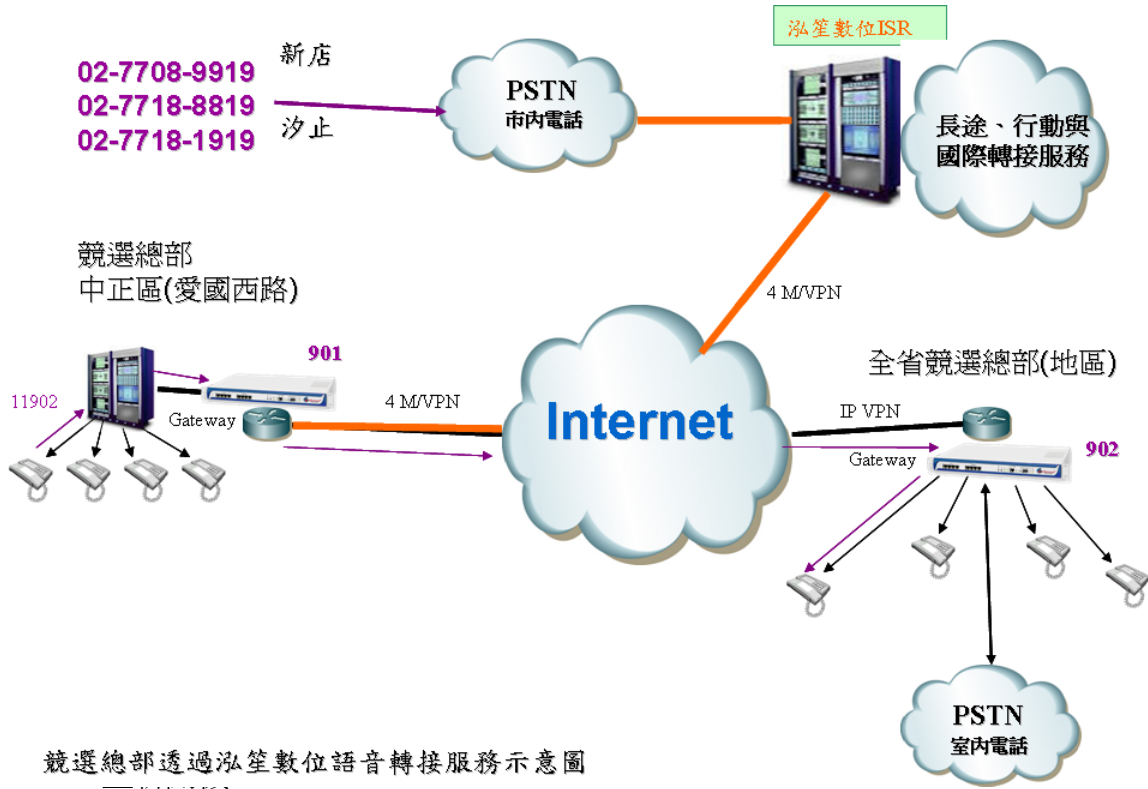 泓笙數位ISR
02-7708-9919
新店
02-7718-8819
02-7718-1919
汐止
PSTN
市內電話
長途、行動與
國際轉接服務
競選總部
中正區(愛國西路)
4 M/VPN
901
全省競選總部(地區)
11902
Gateway
4 M/VPN
Internet
IP VPN
Gateway
902
PSTN
室內電話
競選總部透過泓笙數位語音轉接服務示意圖